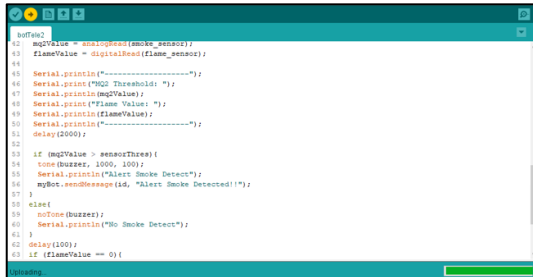 botTele2
42 mq2Value = analogRead(smoke_sensor);
43 flameValue = digitalRead(flame_sensor);
44
45 Serial.println("-------------------");
46 Serial.print("MQ2 Threshold: ");
47 Serial.println(mq2Value);
48 Serial.print("Flame Value: ");
49 Serial.println(flameValue);
50 Serial.println("-------------------");
51 delay(2000);
52
53 if (mq2Value > sensorThres){
54 tone(buzzer, 1000, 100);
55 Serial.println("Alert Smoke Detect");
56 myBot.sendMessage(id, "Alert Smoke Detected!!");
57 }
58 else{
59 noTone(buzzer);
60 Serial.println("No Smoke Detect");
61 }
62 delay(100);
63 if (flameValue == 0){
Uploading...